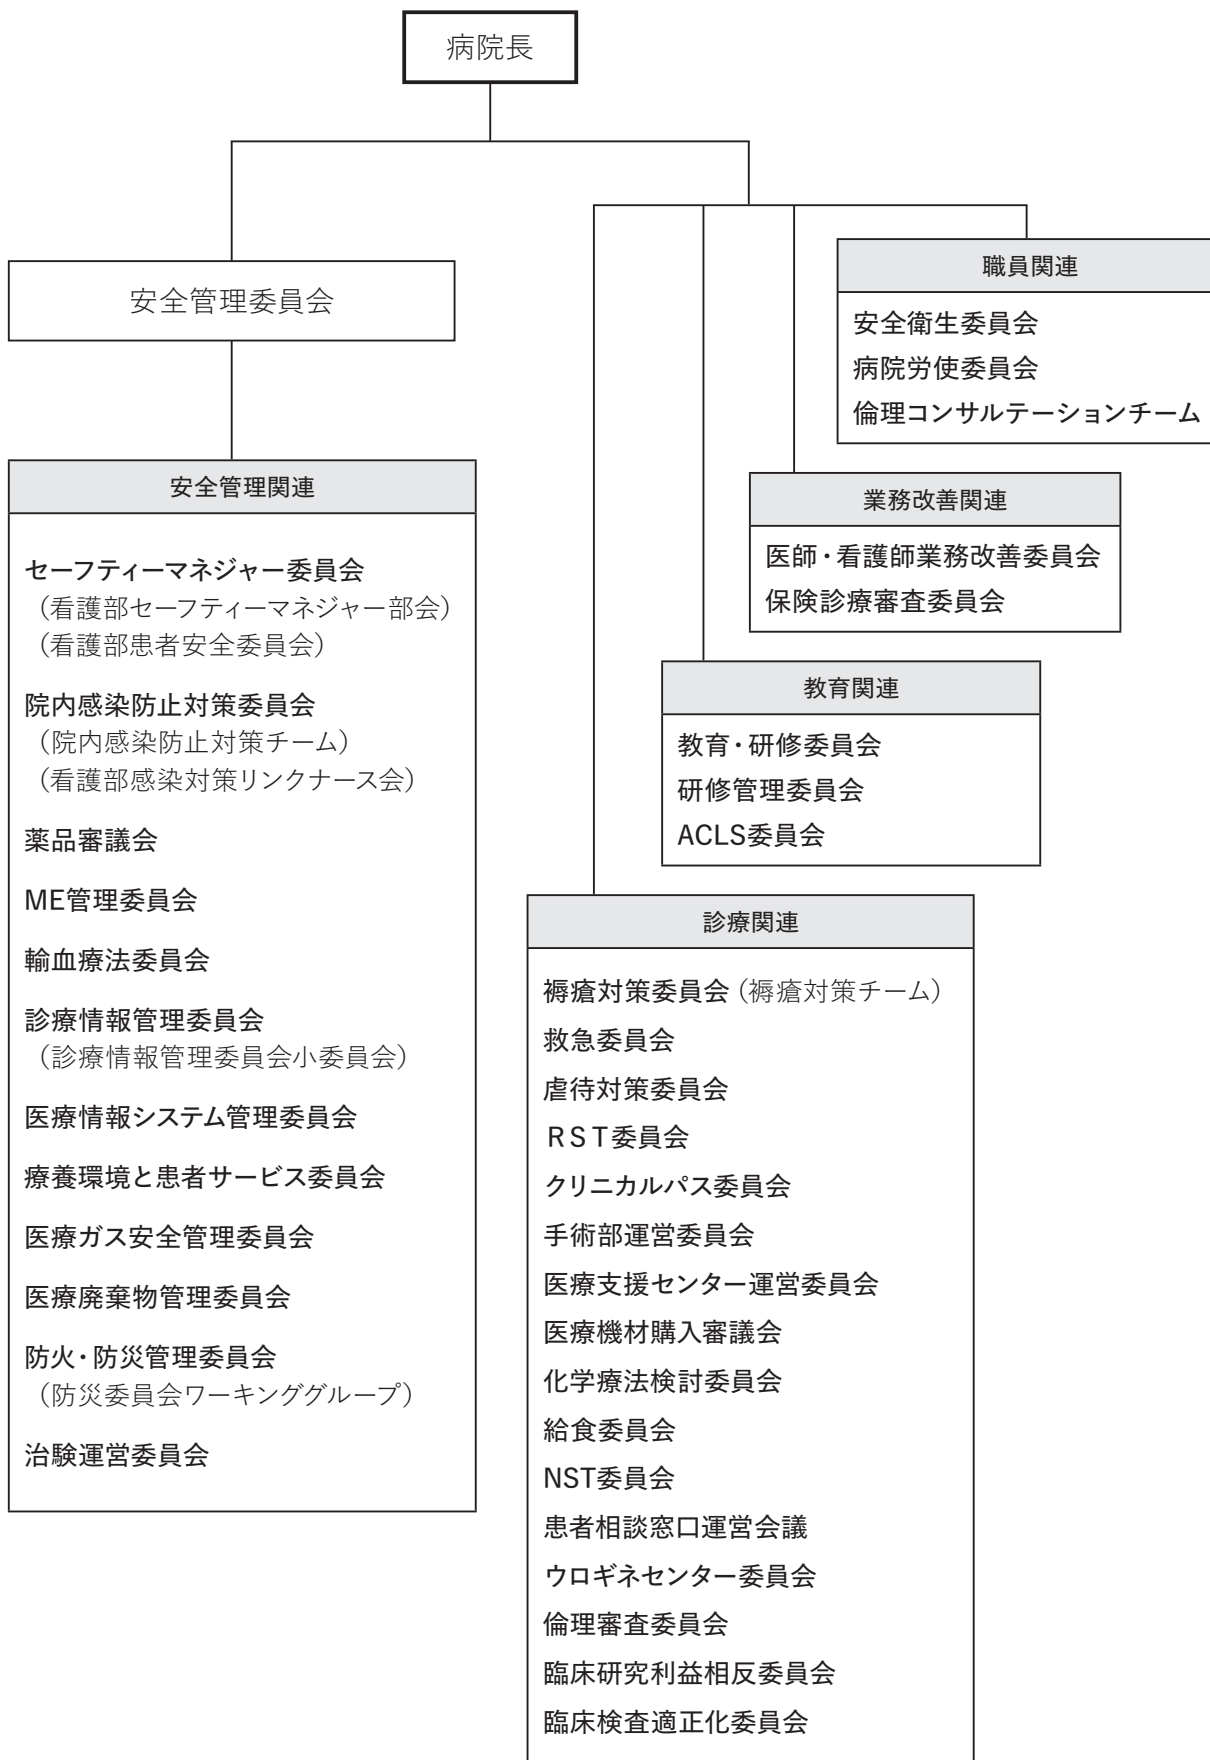 病院長
安全管理委員会
安全管理関連
セーフティーマネジャー委員会
（看護部セーフティーマネジャー部会）
（看護部患者安全委員会）
院内感染防止対策委員会
（院内感染防止対策チーム）
（看護部感染対策リンクナース会）
薬品審議会
ME管理委員会
輸血療法委員会
診療情報管理委員会
（診療情報管理委員会小委員会）
医療情報システム管理委員会
療養環境と患者サービス委員会
医療ガス安全管理委員会
医療廃棄物管理委員会
防火・防災管理委員会
（防災委員会ワーキンググループ）
治験運営委員会
職員関連
安全衛生委員会
病院労使委員会
倫理コンサルテーションチーム
業務改善関連
医師・看護師業務改善委員会
保険診療審査委員会
教育関連
教育・研修委員会
研修管理委員会
ACLS委員会
診療関連
褥瘡対策委員会（褥瘡対策チーム）
救急委員会
虐待対策委員会
ＲＳＴ委員会
クリニカルパス委員会
手術部運営委員会
医療支援センター運営委員会
医療機材購入審議会
化学療法検討委員会
給食委員会
NST委員会
患者相談窓口運営会議
ウロギネセンター委員会
倫理審査委員会
臨床研究利益相反委員会
臨床検査適正化委員会